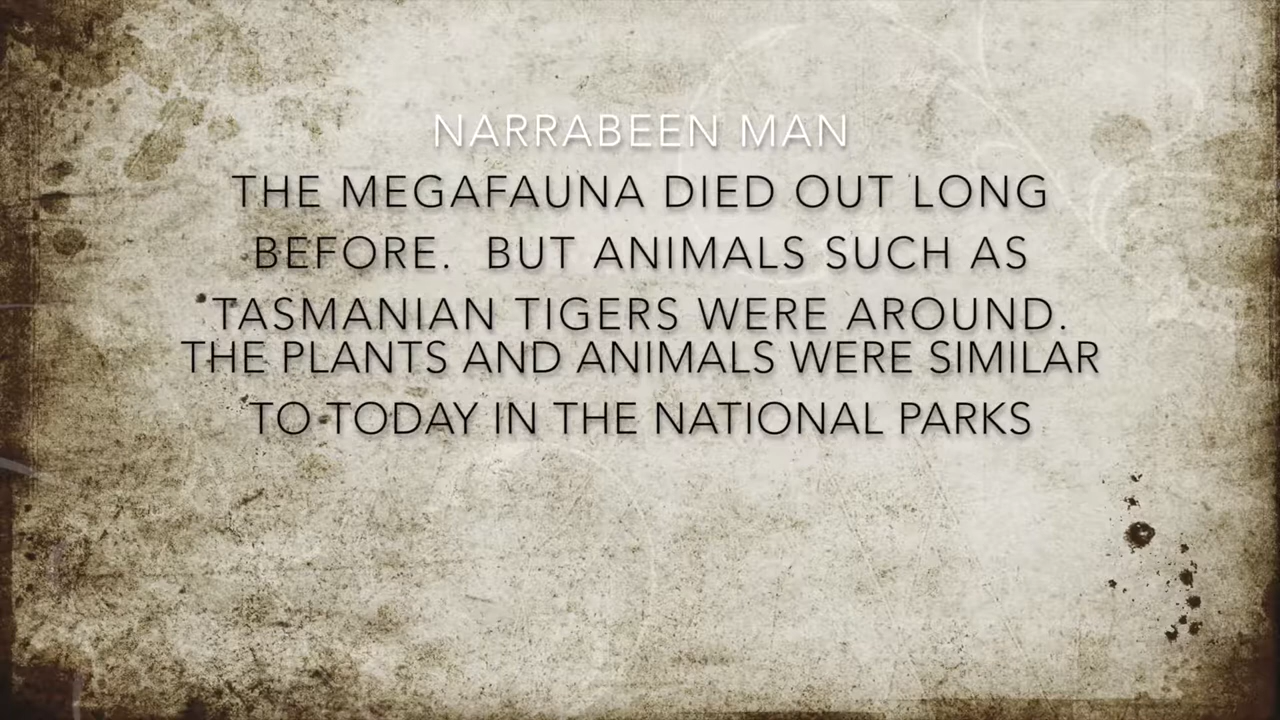 NARRABEEN MAN
THE MEGAFAUNA DIED OUT LONG
BEFORE.  BUT ANIMALS SUCH AS
TASMANIAN TIGERS WERE AROUND.
THE PLANTS AND ANIMALS WERE SIMILAR
TO TODAY IN THE NATIONAL PARKS